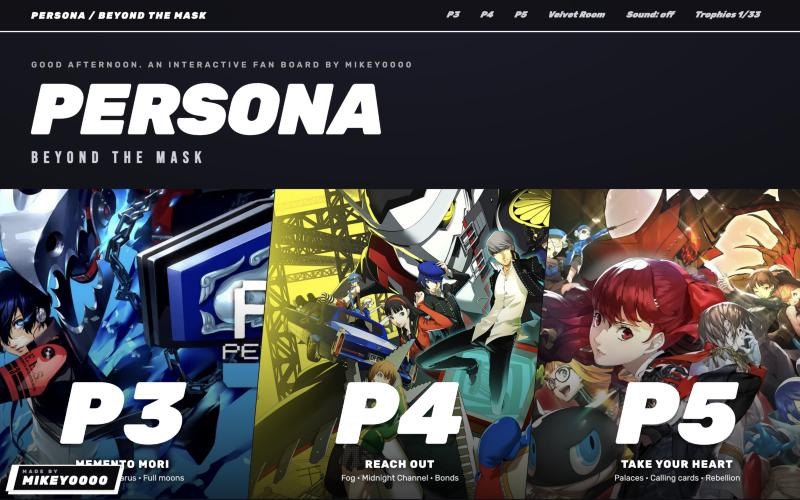 PERSONA / BEYOND THE MASK
P3 P4 P5 Velvet Room Sound: off Trophies 1/33
GOOD AFTERNOON. AN INTERACTIVE FAN BOARD BY MIKEYOOOO
PERSONA
BEYOND THE MASK
P3
MEMENTO MORI
• Full moons
P4
REACH OUT
Fog • Midnight Channel • Bonds
P5
TAKE YOUR HEART
Palaces • Calling cards • Rebellion
MADE BY
MIKEYOOOO